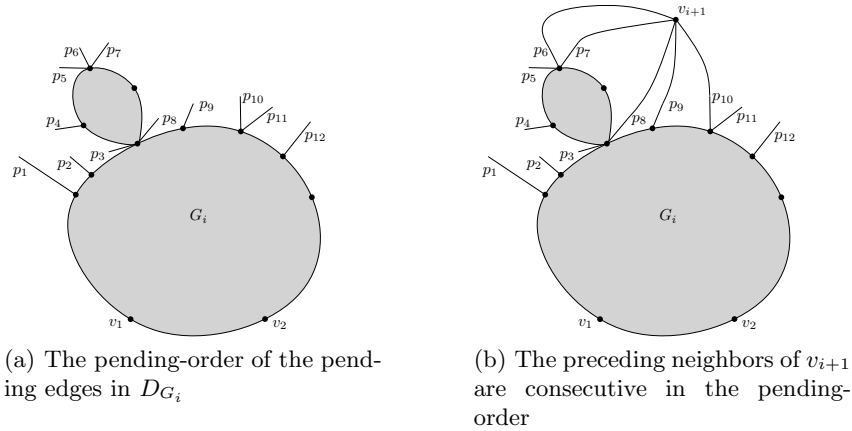 p6 p7
p5
p4
p3
p8
p9
p10
p11
p12
p2
p1
Gi
v1
v2
vi+1
p6 p7
p5
p4
p3
p8
p9
p10
p11
p12
p2
p1
Gi
v1
v2
(a) The pending-order of the pend-
ing edges in DGi
(b) The preceding neighbors of vi+1
are consecutive in the pending-
order